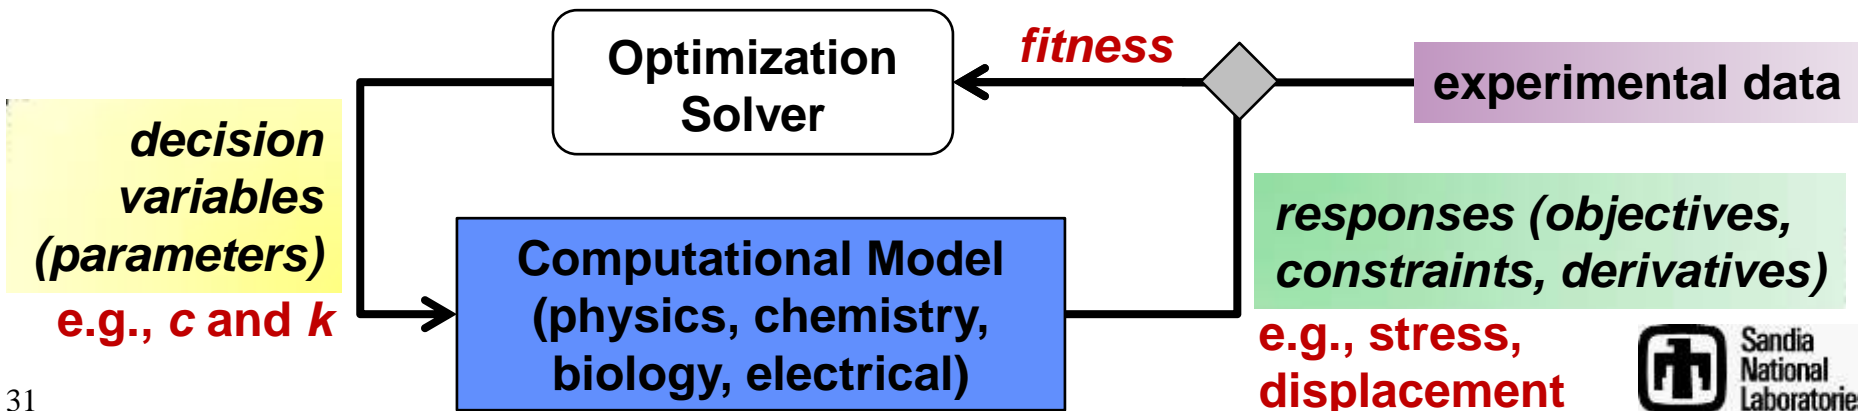 Optimization
Solver
fitness
experimental data
decision
variables
(parameters)
e.g., c and k
Computational Model
(physics, chemistry,
biology, electrical)
responses (objectives,
constraints, derivatives)
e.g., stress,
displacement
Sandia
National
Laboratories
31